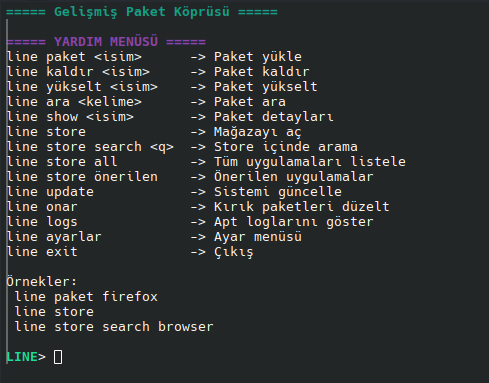 ===== Gelişmiş Paket Köprüsü =====
===== YARDIM MENÜSÜ =====
line paket <isim>      -> Paket yükle
line kaldır <isim>     -> Paket kaldır
line yükselt <isim>    -> Paket yükselt
line ara <kelime>      -> Paket ara
line show <isim>       -> Paket detayları
line store             -> Mağazayı aç
line store search <q>  -> Store içinde arama
line store all         -> Tüm uygulamaları listele
line store önerilen    -> Önerilen uygulamalar
line update            -> Sistemi güncelle
line onar              -> Kırık paketleri düzelt
line logs              -> Apt loglarını göster
line ayarlar           -> Ayar menüsü
line exit              -> Çıkış
Örnekler:
line paket firefox
line store
line store search browser
LINE>